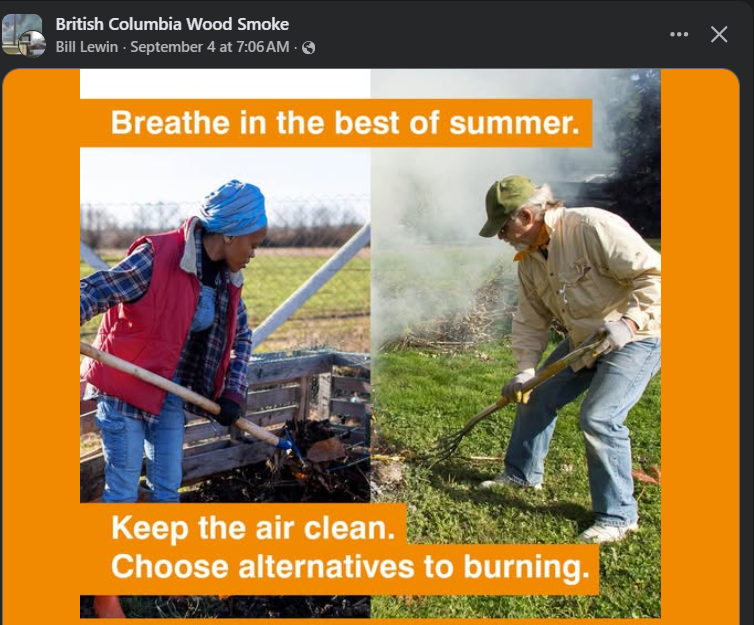 British Columbia Wood Smoke
Bill Lewin · September 4 at 7:06 AM ·
Breathe in the best of summer.
Keep the air clean.
Choose alternatives to burning.